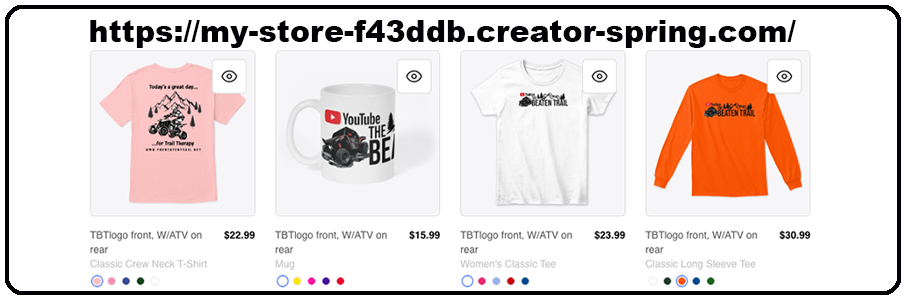 https://my-store-f43ddb.creator-spring.com/
Today's a great day...
...for Trail Therapy
WWW.THEBEATENTRAIL.NET
YouTube
THE
BEA
YouTube
BEATEN TRAIL
BEATEN TRAIL
TBTlogo front, W/ATV on
rear
$22.99
Classic Crew Neck T-Shirt
TBTlogo front, W/ATV on
rear
$15.99
Mug
TBTlogo front, W/ATV on
rear
$23.99
Women's Classic Tee
TBTlogo front, W/ATV on
rear
$30.99
Classic Long Sleeve Tee